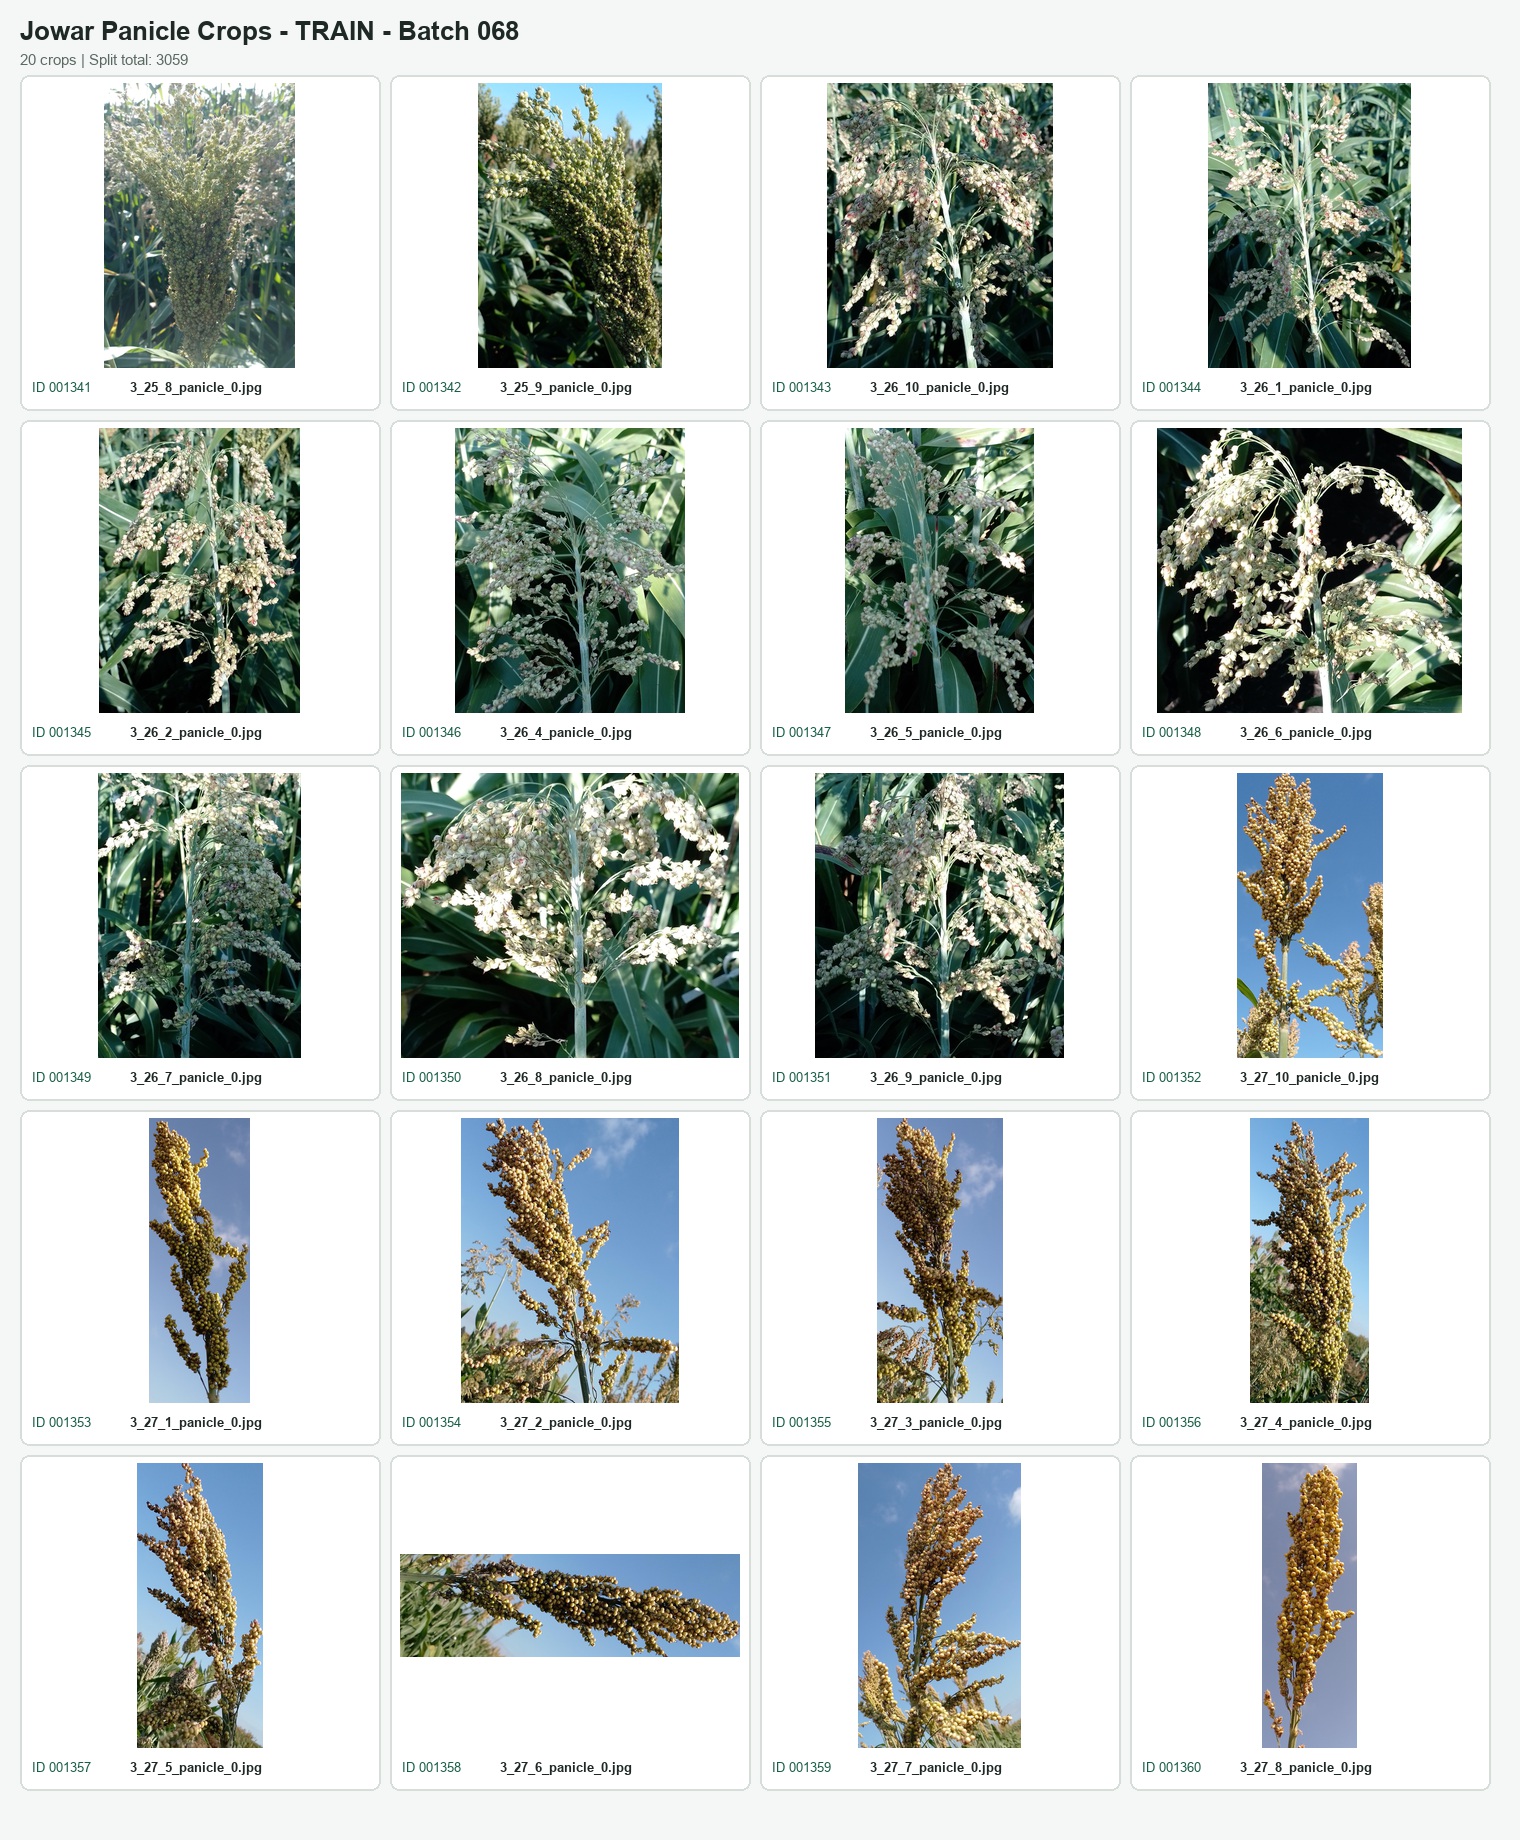 Jowar Panicle Crops - TRAIN - Batch 068
20 crops | Split total: 3059
ID 001341 3_25_8_panicle_0.jpg
ID 001342 3_25_9_panicle_0.jpg
ID 001343 3_26_10_panicle_0.jpg
ID 001344 3_26_1_panicle_0.jpg
ID 001345 3_26_2_panicle_0.jpg
ID 001346 3_26_4_panicle_0.jpg
ID 001347 3_26_5_panicle_0.jpg
ID 001348 3_26_6_panicle_0.jpg
ID 001349 3_26_7_panicle_0.jpg
ID 001350 3_26_8_panicle_0.jpg
ID 001351 3_26_9_panicle_0.jpg
ID 001352 3_27_10_panicle_0.jpg
ID 001353 3_27_1_panicle_0.jpg
ID 001354 3_27_2_panicle_0.jpg
ID 001355 3_27_3_panicle_0.jpg
ID 001356 3_27_4_panicle_0.jpg
ID 001357 3_27_5_panicle_0.jpg
ID 001358 3_27_6_panicle_0.jpg
ID 001359 3_27_7_panicle_0.jpg
ID 001360 3_27_8_panicle_0.jpg